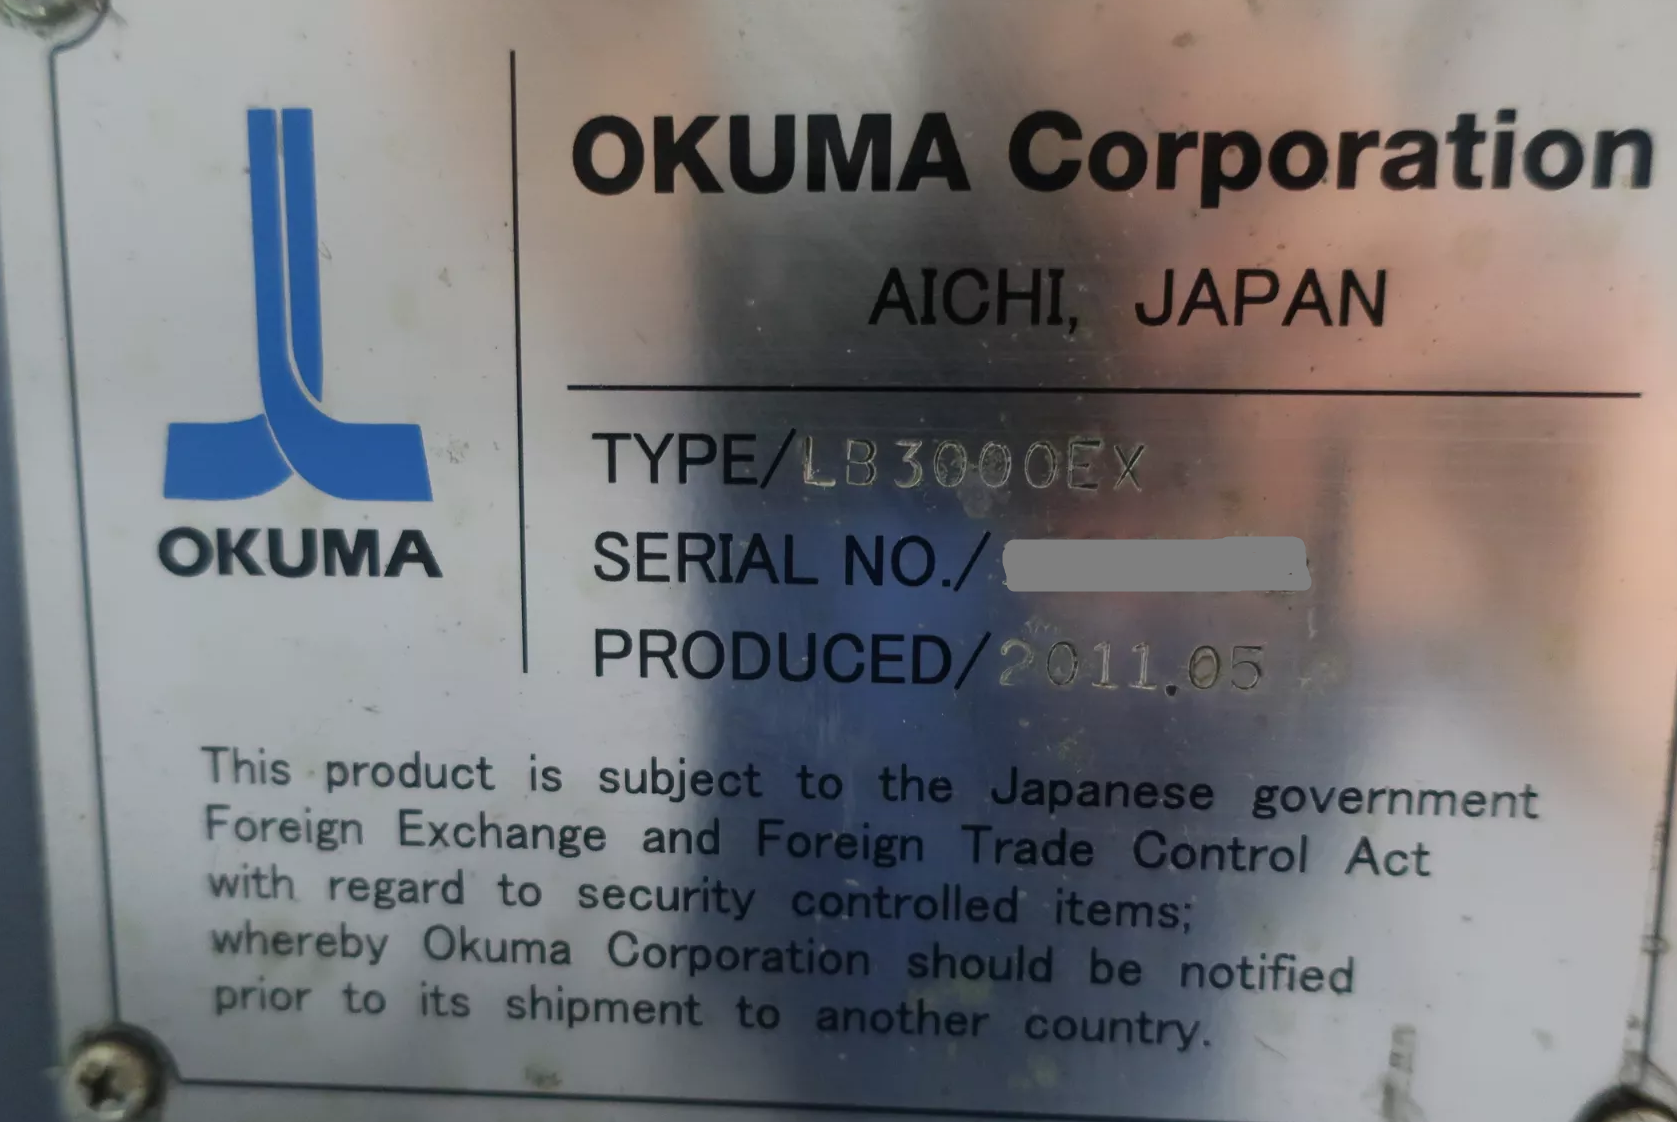 OKUMA
OKUMA Corporation
AICHI, JAPAN
TYPE/LB3000EX
SERIAL NO./
PRODUCED/2011.05
This product is subject to the Japanese government
Foreign Exchange and Foreign Trade Control Act
with regard to security controlled items;
whereby Okuma Corporation should be notified
prior to its shipment to another country.